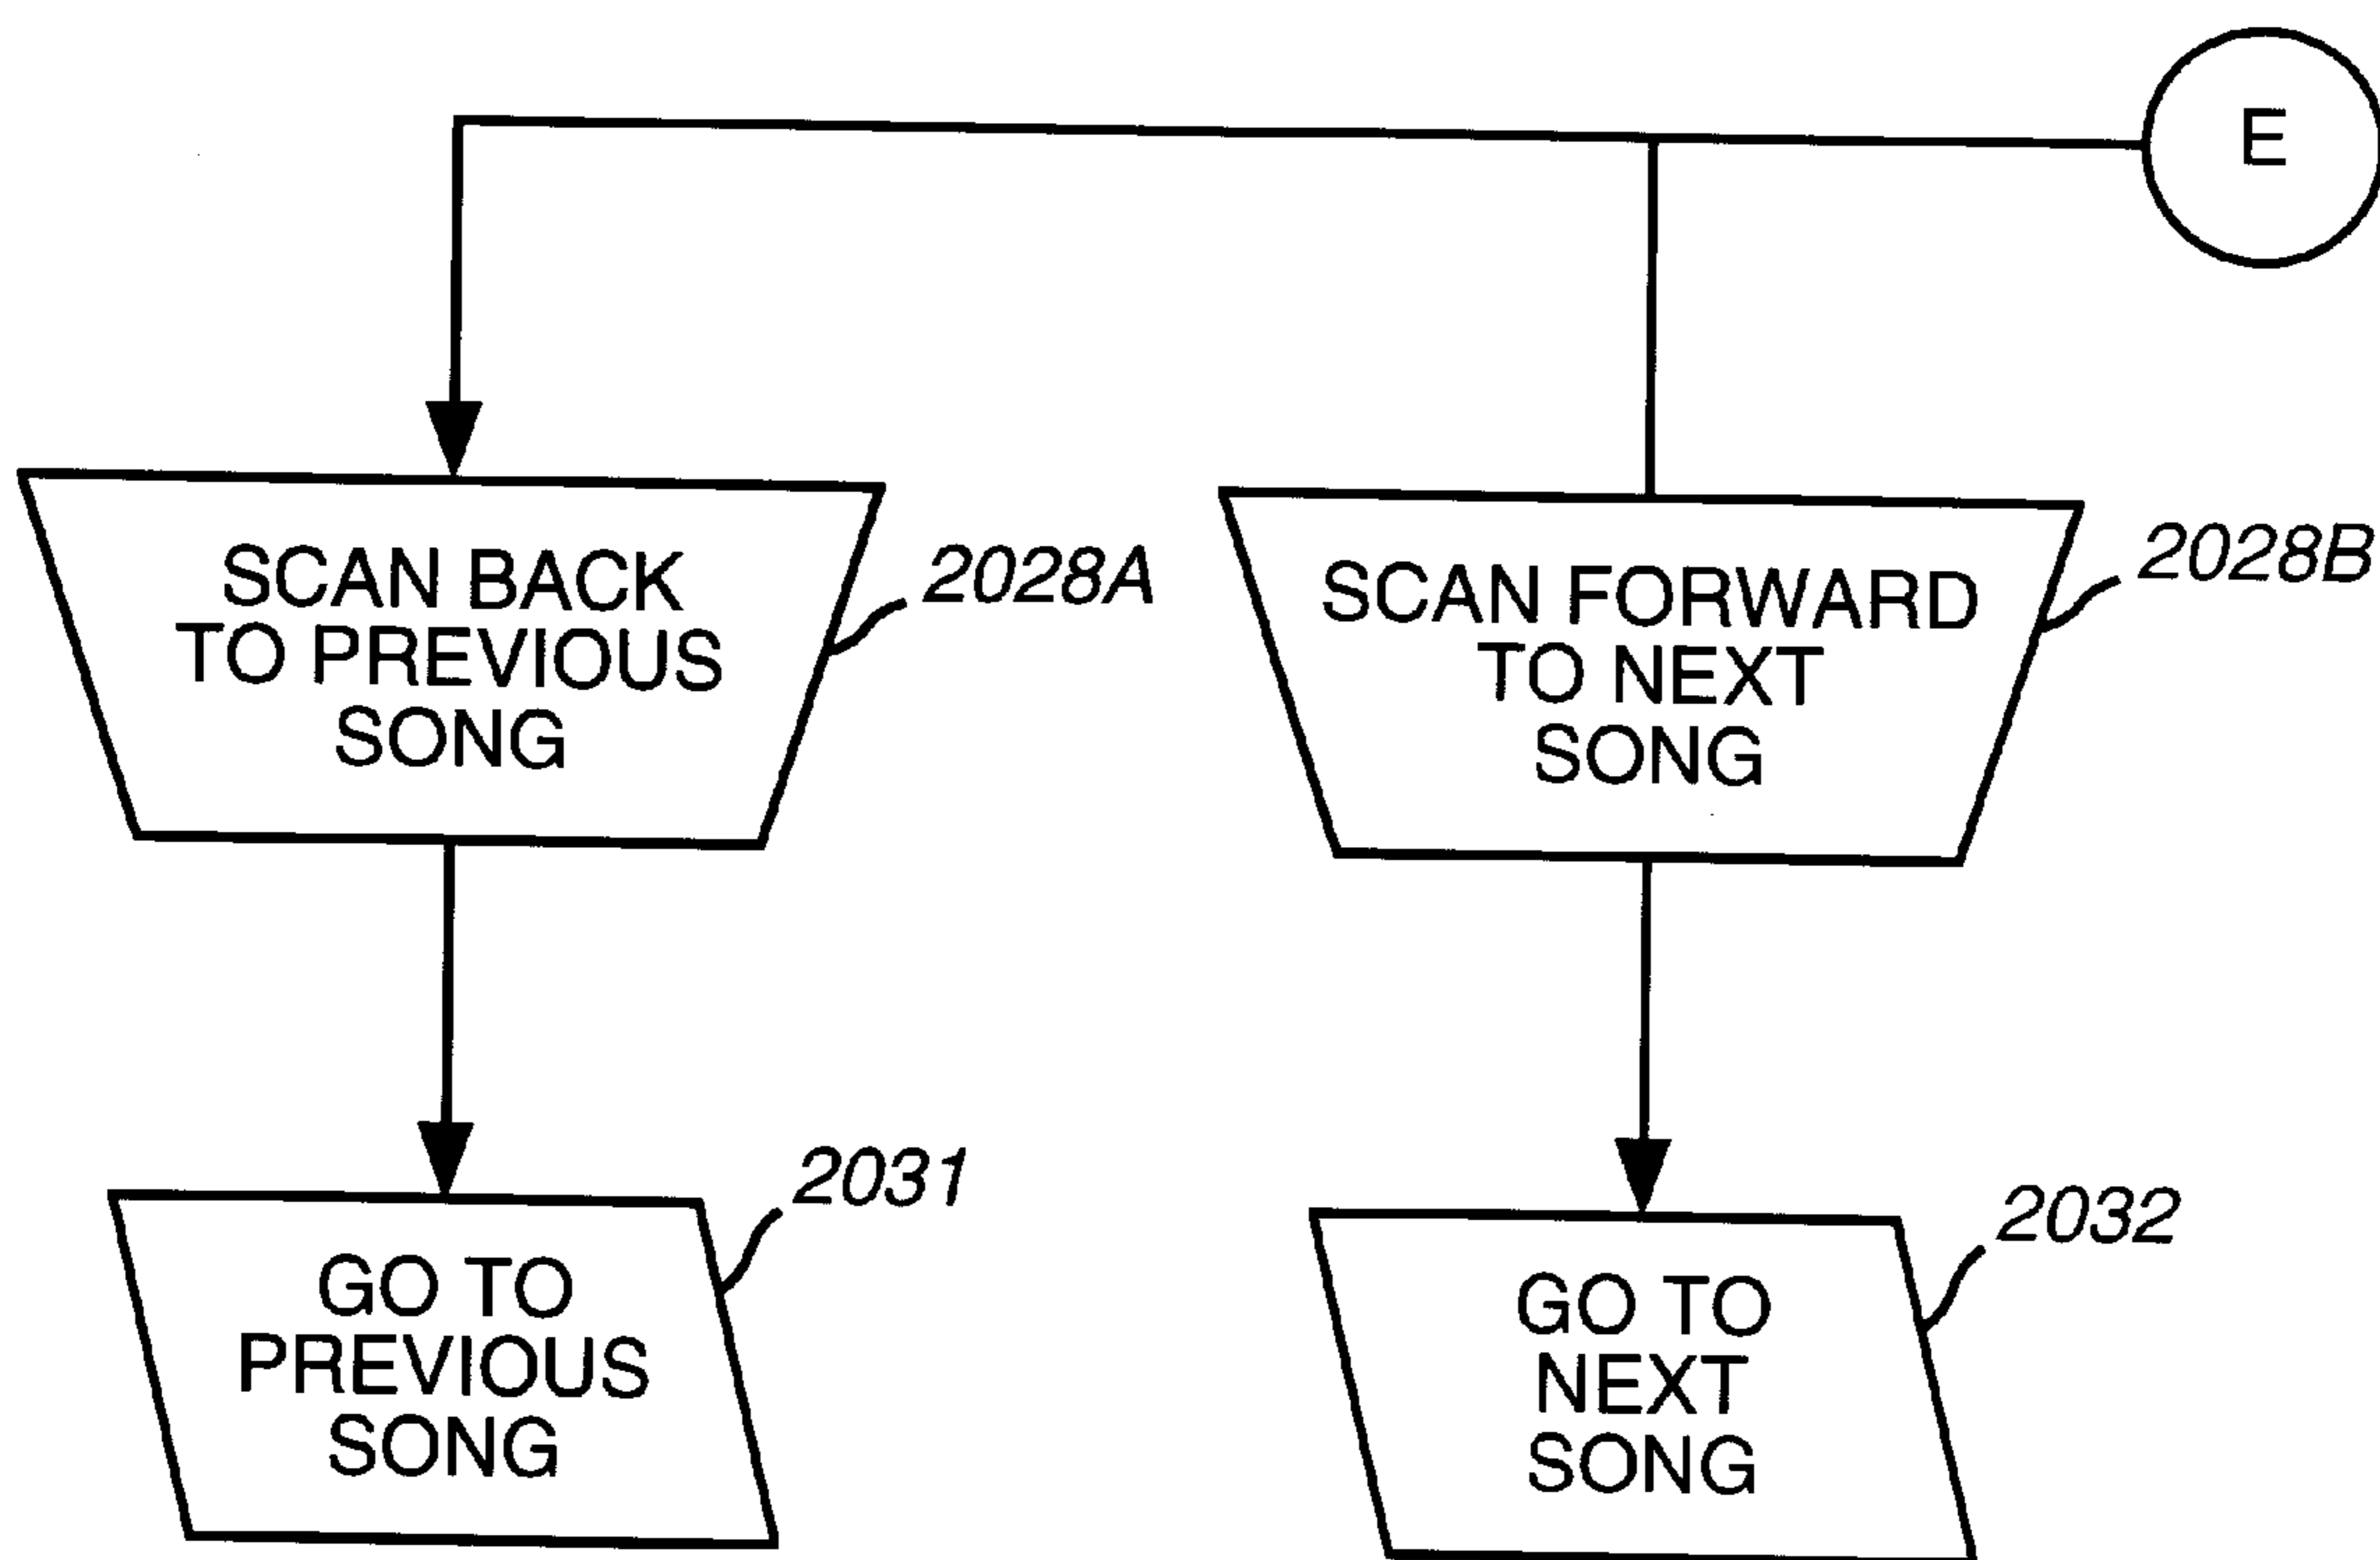 E
SCAN BACK
TO PREVIOUS
SONG
2028A
SCAN FORWARD
TO NEXT
SONG
2028B
GO TO
PREVIOUS
SONG
2031
GO TO
NEXT
SONG
2032